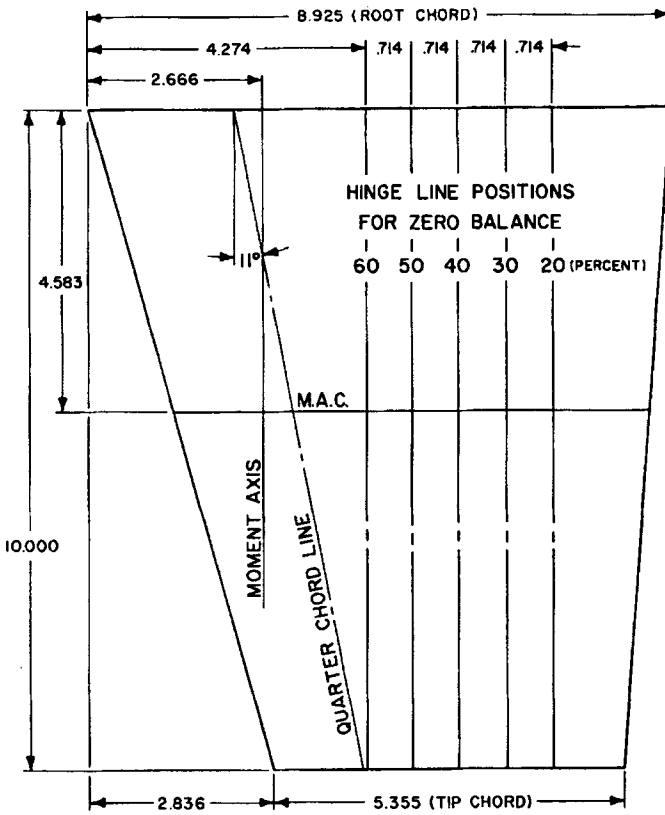 8.925 (ROOT CHORD)
4.274
.714 .714 .714 .714
2.666
HINGE LINE POSITIONS
FOR ZERO BALANCE
11°
60 50 40 30 20 (PERCENT)
4.583
M.A.C.
MOMENT AXIS
QUARTER CHORD LINE
10.000
2.836
5.355 (TIP CHORD)